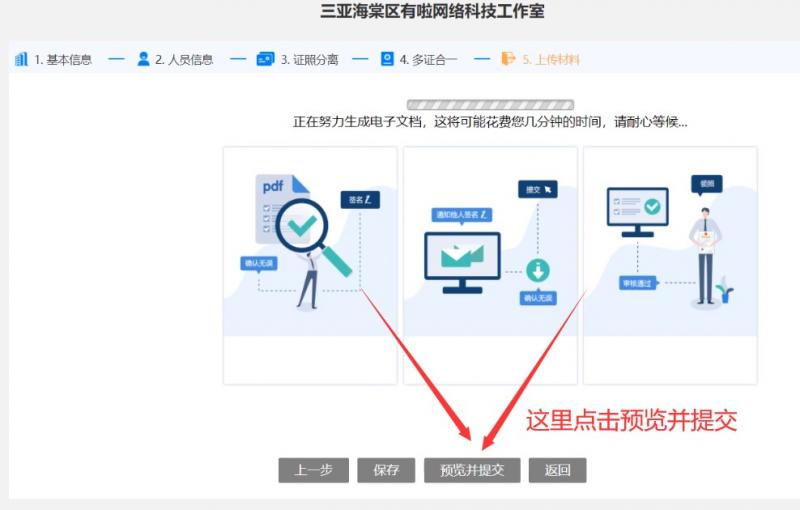 三亚海棠区有啦网络科技工作室
1. 基本信息 2. 人员信息 3. 证照分离 4. 多证合一 5. 上传材料
正在努力生成电子文档，这将可能花费您几分钟的时间，请耐心等候...
pdf
签名
确认无误
提交
通知他人签名
确认无误
领照
审核通过
这里点击预览并提交
上一步 保存 预览并提交 返回